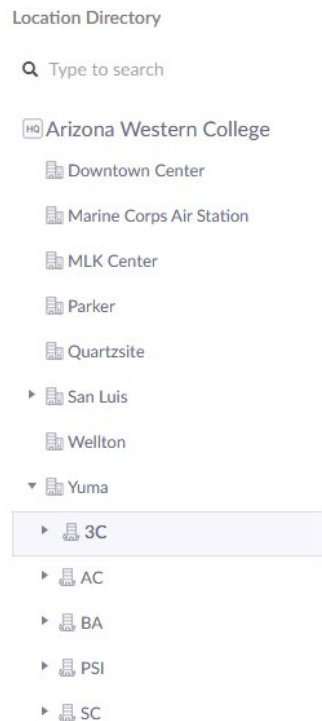 Location Directory
Type to search
HQ Arizona Western College
Downtown Center
Marine Corps Air Station
MLK Center
Parker
Quartzsite
San Luis
Wellton
Yuma
3C
AC
BA
PSI
SC